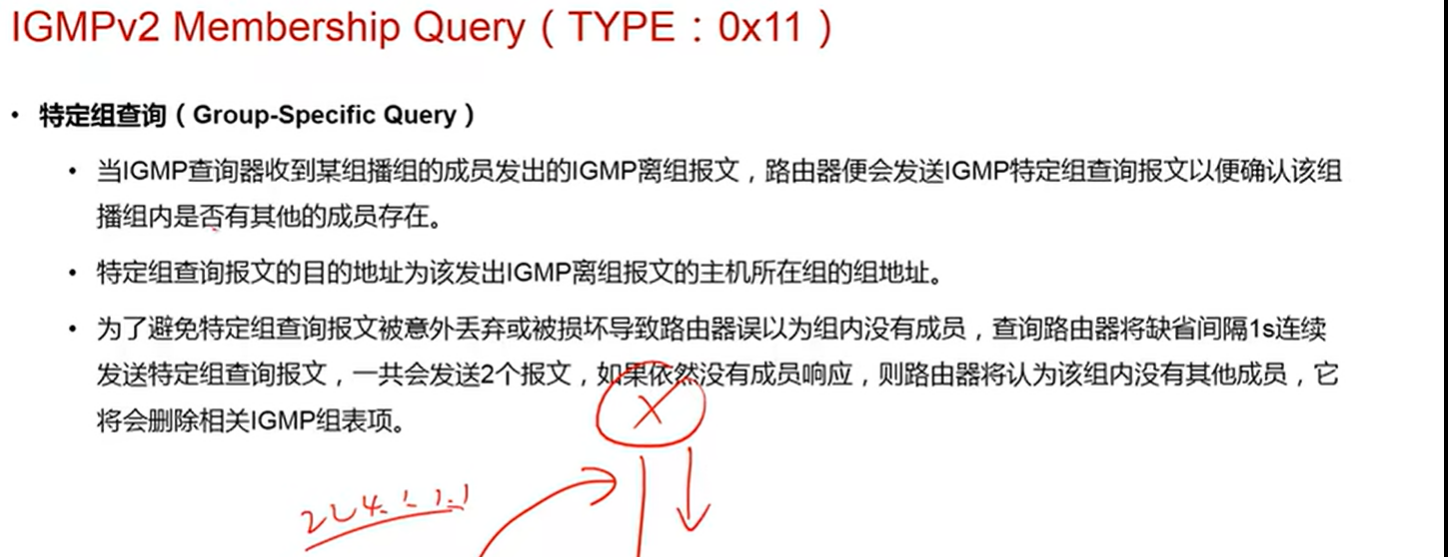 IGMPv2 Membership Query（TYPE：0x11）
• 特定组查询（Group-Specific Query）
• 当IGMP查询器收到某组播组的成员发出的IGMP离组报文，路由器便会发送IGMP特定组查询报文以便确认该组
播组内是否有其他的成员存在。
• 特定组查询报文的目的地址为该发出IGMP离组报文的主机所在组的组地址。
• 为了避免特定组查询报文被意外丢弃或被损坏导致路由器误以为组内没有成员，查询路由器将缺省间隔1s连续
发送特定组查询报文，一共会发送2个报文，如果依然没有成员响应，则路由器将认为该组内没有其他成员，它
将会删除相关IGMP组表项。
224.1.1.1